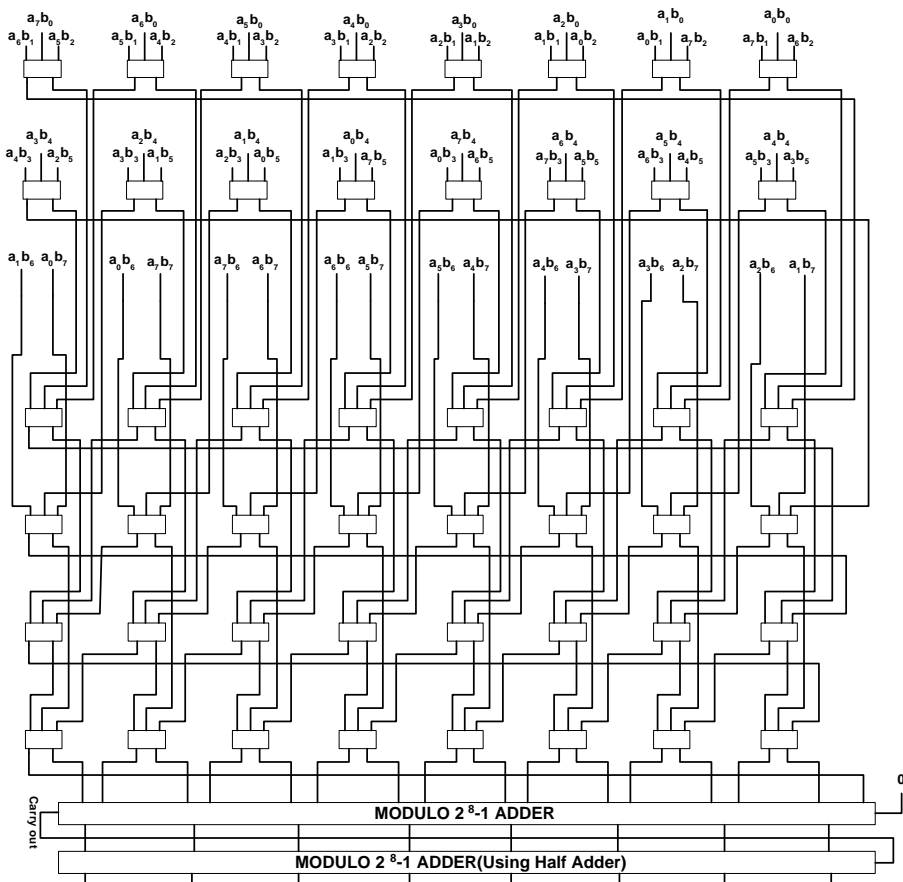 a₇b₀ a₆b₀ a₅b₀ a₄b₀ a₃b₀ a₂b₀ a₁b₀ a₀b₀
a₆b₁ a₅b₂ a₅b₁ a₄b₂ a₄b₁ a₃b₂ a₃b₁ a₂b₂ a₂b₁ a₁b₂ a₁b₁ a₀b₂ a₀b₁ a₇b₂ a₇b₁ a₆b₂
a₃b₄ a₂b₄ a₁b₄ a₀b₄ a₇b₄ a₆b₄ a₅b₄ a₄b₄
a₄b₃ a₂b₅ a₃b₃ a₁b₅ a₂b₃ a₀b₅ a₁b₃ a₇b₅ a₀b₃ a₆b₅ a₇b₃ a₅b₅ a₆b₃ a₄b₅ a₅b₃ a₃b₅
a₁b₆ a₀b₇ a₀b₆ a₇b₇ a₇b₆ a₆b₇ a₆b₆ a₅b₇ a₅b₆ a₄b₇ a₄b₆ a₃b₇ a₃b₆ a₂b₇ a₂b₆ a₁b₇
0
MODULO 2⁸-1 ADDER
Carry out
MODULO 2⁸-1 ADDER(Using Half Adder)